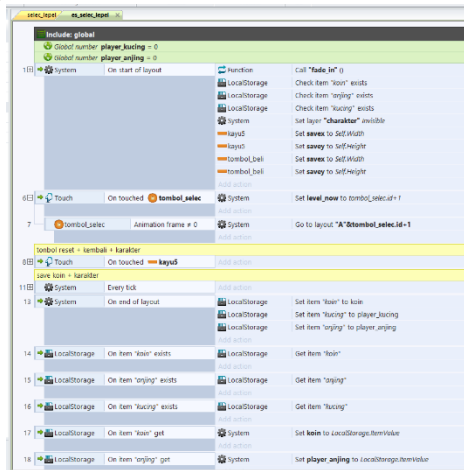 selec_lepel es_selec_lepel ×
Include: global
Global number player_kucing = 0
Global number player_anjing = 0
1 System On start of layout Function Call "fade_in" ()
LocalStorage Check item "koin" exists
LocalStorage Check item "anjing" exists
LocalStorage Check item "kucing" exists
System Set layer "charakter" Invisible
kayu5 Set savex to Self.Width
kayu5 Set savey to Self.Height
tombol_beli Set savex to Self.Width
tombol_beli Set savey to Self.Height
Add action
6 Touch On touched tombol_selec System Set level_now to tombol_selec.id+1
Add action
7 tombol_selec Animation frame ≠ 0 System Go to layout "A"&tombol_selec.id+1
Add action
tonbol reset + kembali + karakter
8 Touch On touched kayu5 Add action
save koin + karakter
11 System Every tick Add action
13 System On end of layout LocalStorage Set item "koin" to koin
LocalStorage Set item "kucing" to player_kucing
LocalStorage Set item "anjing" to player_anjing
Add action
14 LocalStorage On item "koin" exists LocalStorage Get item "koin"
Add action
15 LocalStorage On item "anjing" exists LocalStorage Get item "anjing"
Add action
16 LocalStorage On item "kucing" exists LocalStorage Get item "kucing"
Add action
17 LocalStorage On item "koin" get System Set koin to LocalStorage.ItemValue
Add action
18 LocalStorage On item "anjing" get System Set player_anjing to LocalStorage.ItemValue